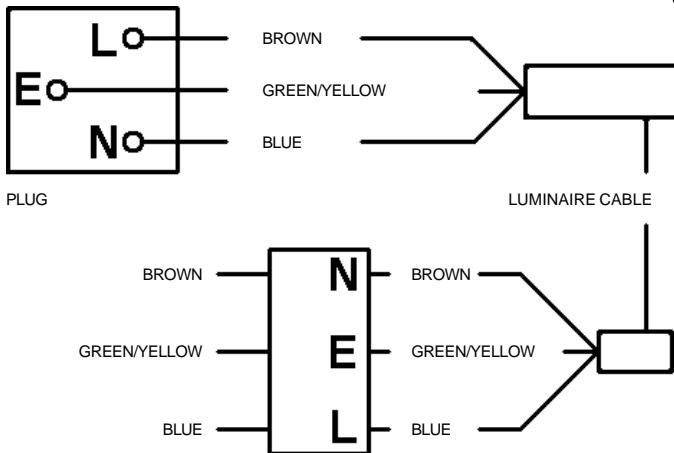 L BROWN
E GREEN/YELLOW
N BLUE
PLUG LUMINAIRE CABLE
BROWN N BROWN
GREEN/YELLOW E GREEN/YELLOW
BLUE L BLUE